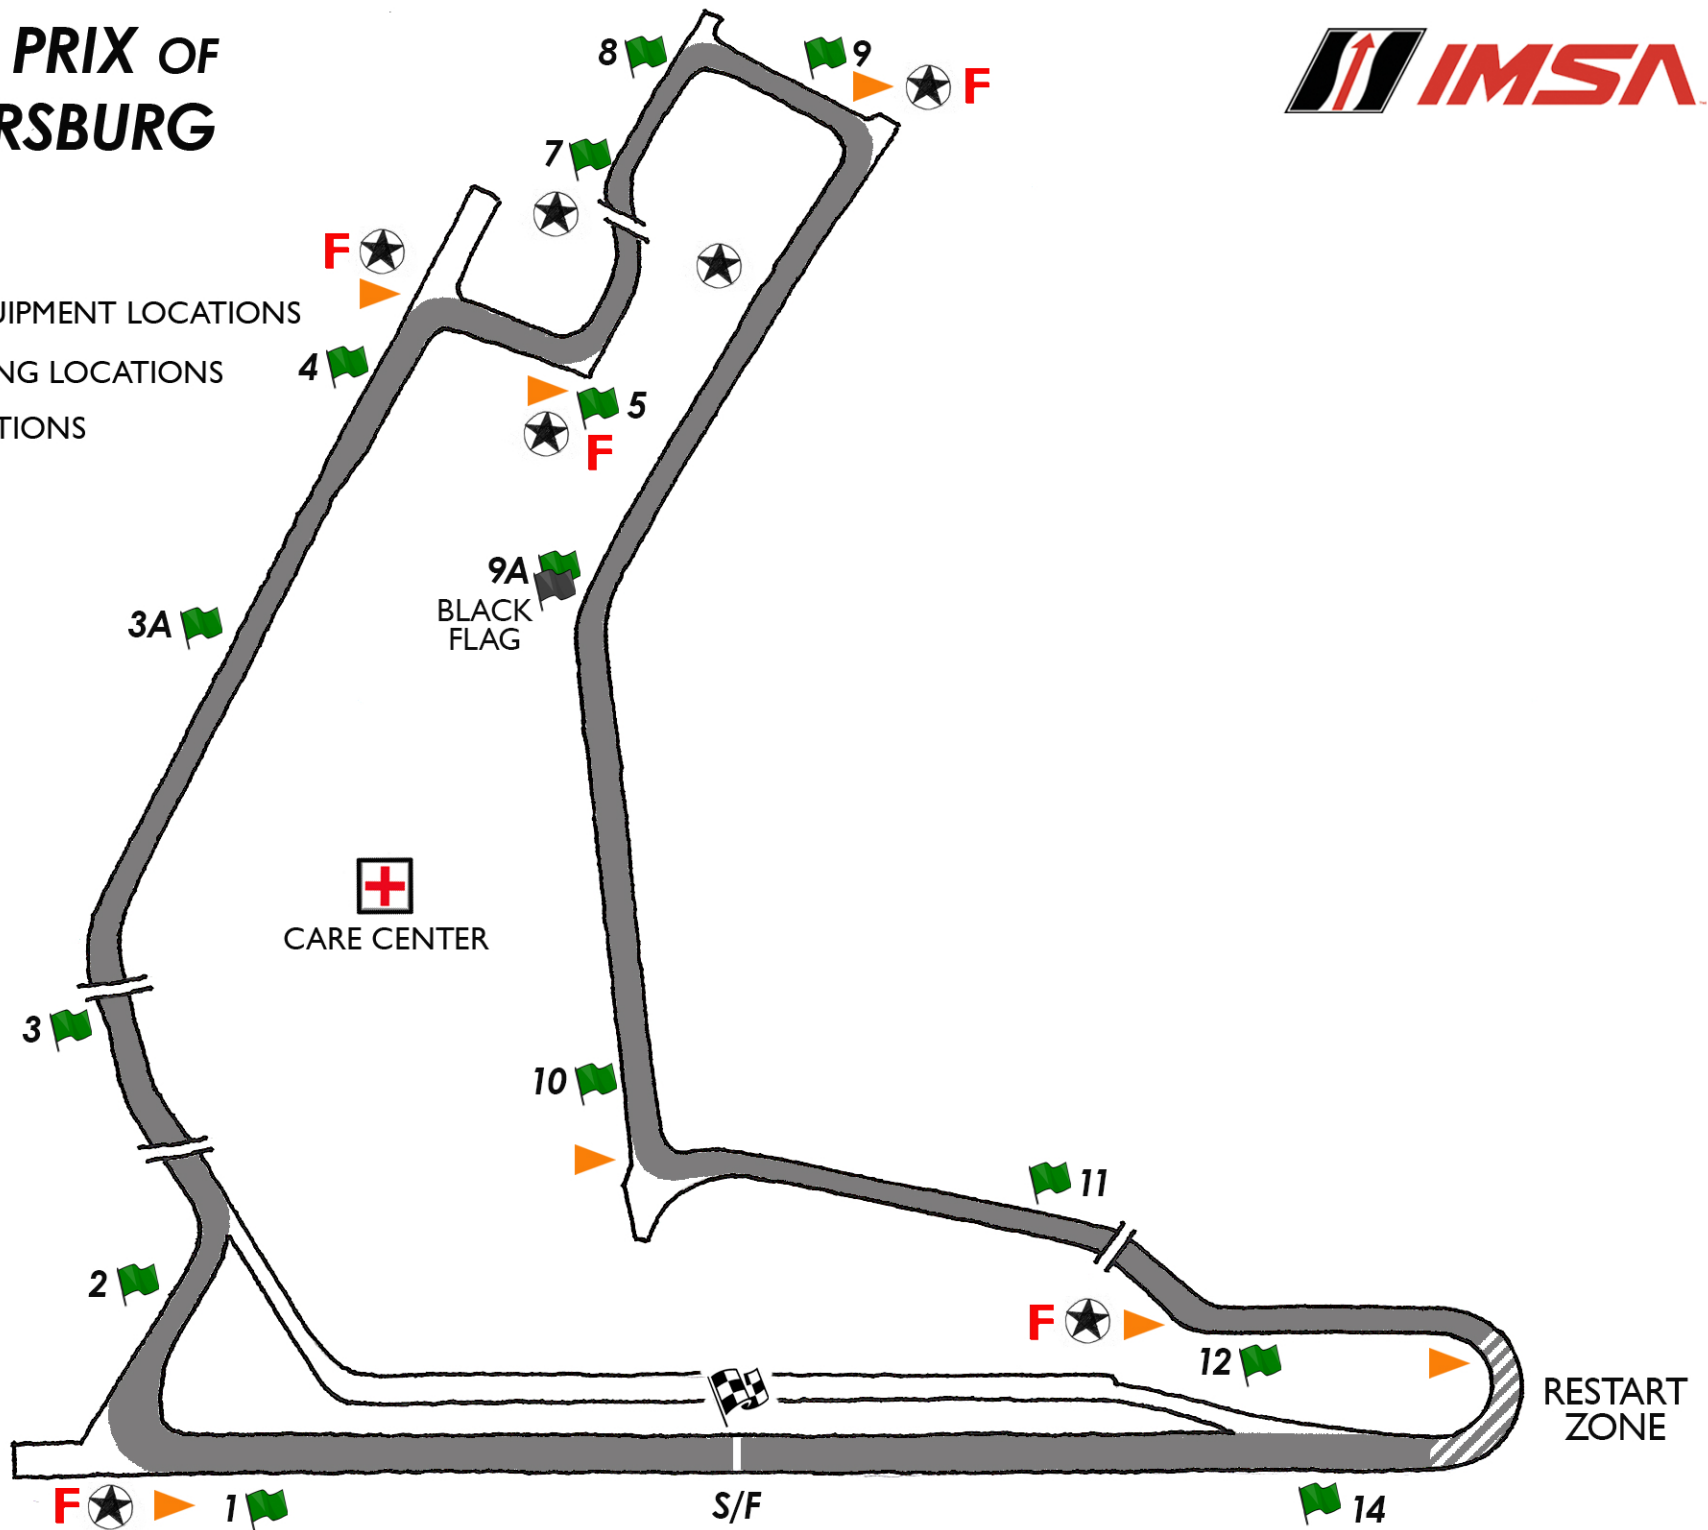 PRIX OF
RSBURG
IMSA
8
9
F
7
F
UIPMENT LOCATIONS
4
NG LOCATIONS
5
TIONS
F
9A
BLACK
FLAG
3A
CARE CENTER
3
10
11
2
F
12
RESTART
ZONE
F
1
S/F
14